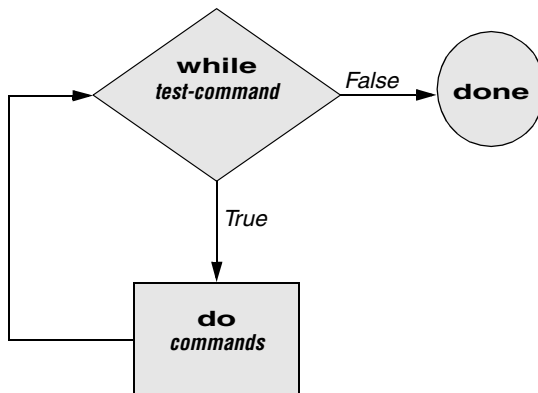 while
test-command
False
done
True
do
commands